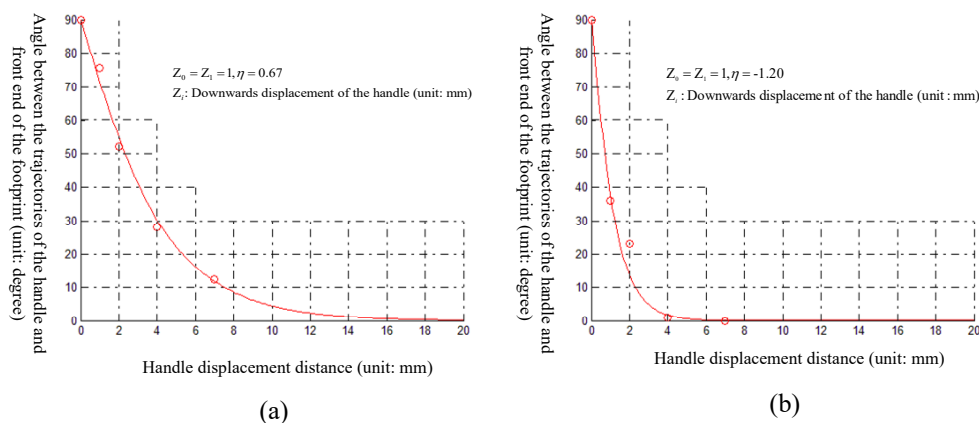 Angle between the trajectories of the handle and
front end of the footprint (unit: degree)
90
80
70
60
50
40
30
20
10
0
Z₀ = Z₁ = 1, η = 0.67
Zᵢ: Downwards displacement of the handle (unit: mm)
0 2 4 6 8 10 12 14 16 18 20
Handle displacement distance (unit: mm)
(a)
Angle between the trajectories of the handle and
front end of the footprint (unit: degree)
90
80
70
60
50
40
30
20
10
0
Z₀ = Zᵢ = 1, η = -1.20
Zᵢ : Downwards displacement of the handle (unit : mm)
0 2 4 6 8 10 12 14 16 18 20
Handle displacement distance (unit: mm)
(b)